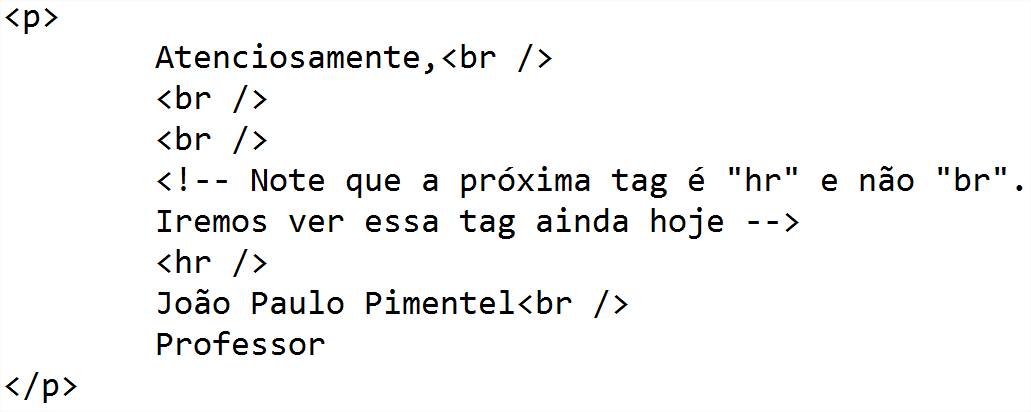 <p>
Atenciosamente,<br />
<br />
<br />
<!-- Note que a próxima tag é "hr" e não "br".
Iremos ver essa tag ainda hoje -->
<hr />
João Paulo Pimentel<br />
Professor
</p>